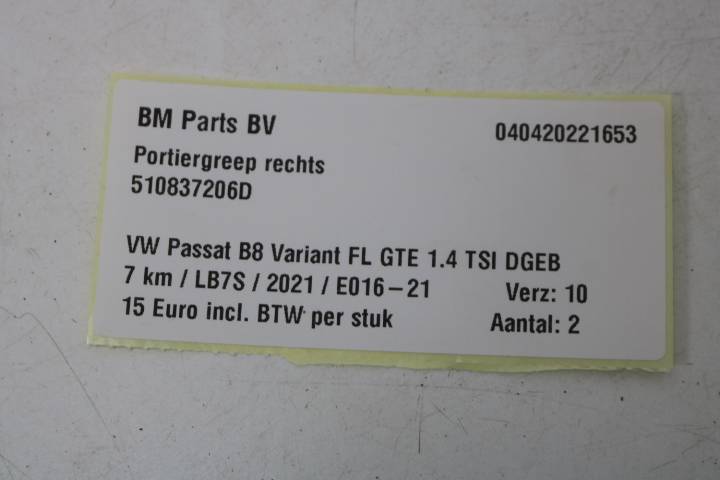 BM Parts BV 040420221653
Portiergreep rechts
510837206D
VW Passat B8 Variant FL GTE 1.4 TSI DGEB
7 km / LB7S / 2021 / E016-21 Verz: 10
15 Euro incl. BTW per stuk Aantal: 2